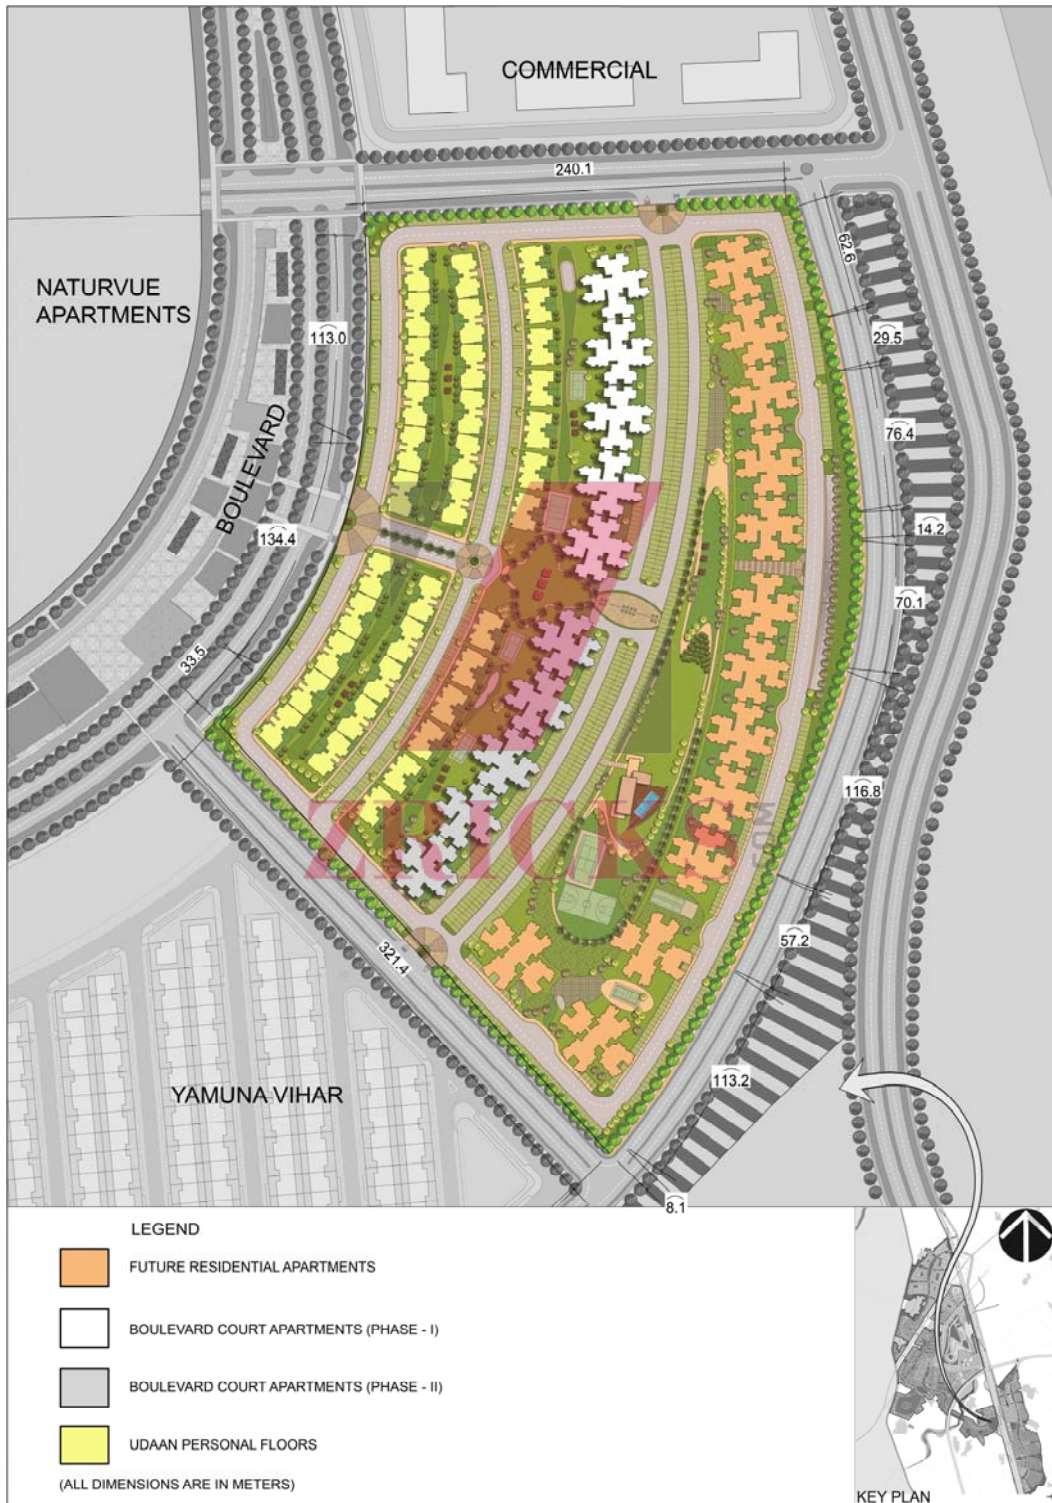 COMMERCIAL
240.1
62.6
NATURVUE
APARTMENTS
113.0
29.5
BOULEVARD
76.4
134.4
14.2
70.1
33.5
116.8
ZRICKS
321.4
57.2
YAMUNA VIHAR
113.2
8.1
LEGEND
FUTURE RESIDENTIAL APARTMENTS
BOULEVARD COURT APARTMENTS (PHASE - I)
BOULEVARD COURT APARTMENTS (PHASE - II)
UDAAN PERSONAL FLOORS
(ALL DIMENSIONS ARE IN METERS)
KEY PLAN